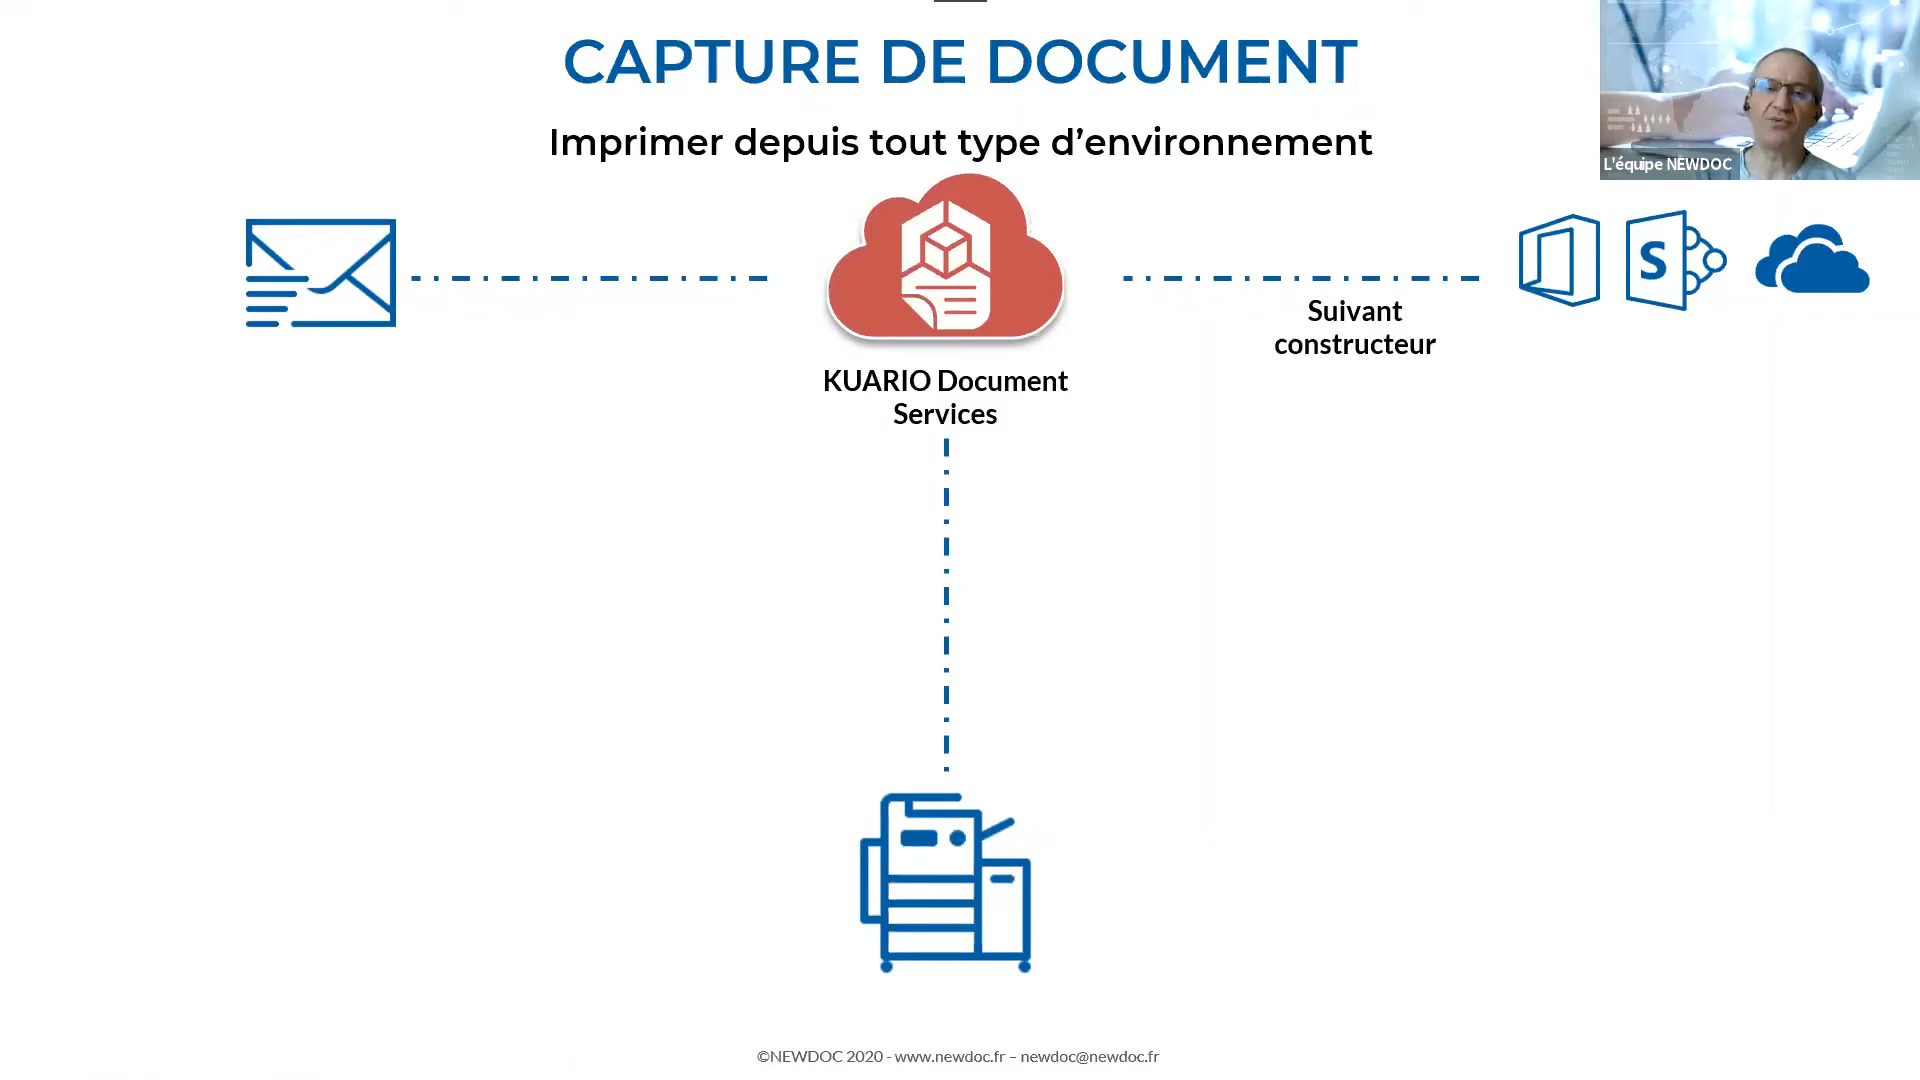 CAPTURE DE DOCUMENT
Imprimer depuis tout type d’environnement
L'équipe NEWDOC
S
Suivant
constructeur
KUARIO Document
Services
©NEWDOC 2020 - www.newdoc.fr – newdoc@newdoc.fr